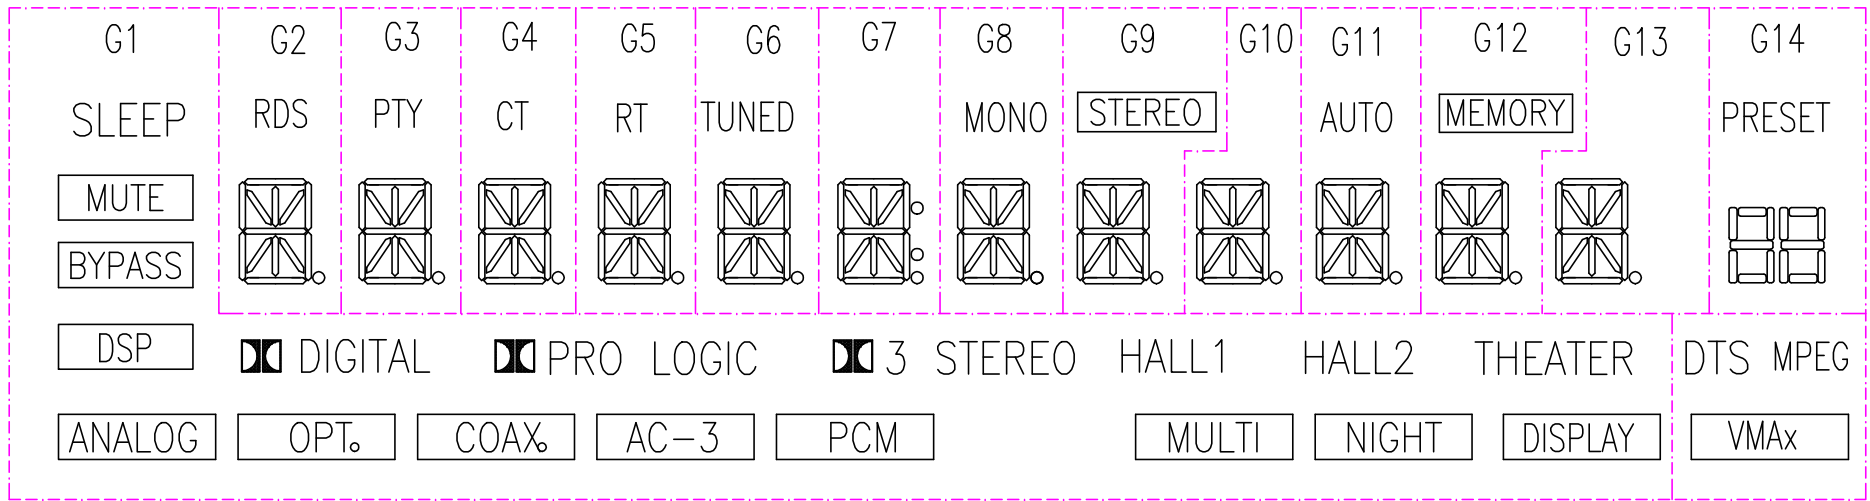 G1 G2 G3 G4 G5 G6 G7 G8 G9 G10 G11 G12 G13 G14
SLEEP RDS PTY CT RT TUNED MONO STEREO AUTO MEMORY PRESET
MUTE
BYPASS
DSP DIGITAL PRO LOGIC 3 STEREO HALL1 HALL2 THEATER DTS MPEG
ANALOG OPT. COAX. AC-3 PCM MULTI NIGHT DISPLAY VMAx